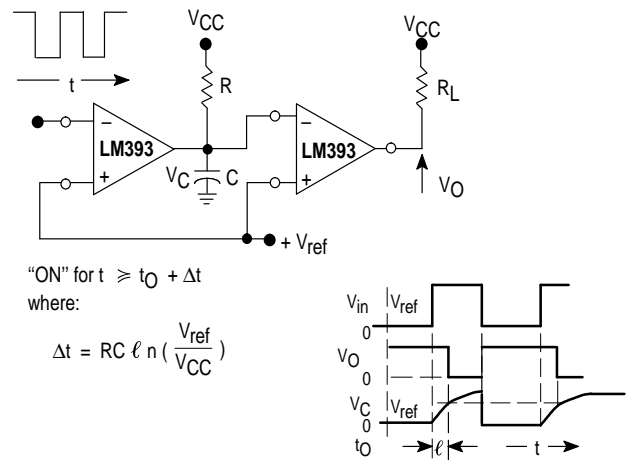 VCC
VCC
t
R
RL
–
LM393
+
–
LM393
+
VC
C
VO
+ Vref
“ON” for t ≥ tO + Δt
where:
Δt = RC ℓ n ( Vref / VCC )
Vin
Vref
0
VO
0
VC
Vref
0
tO
ℓ
t